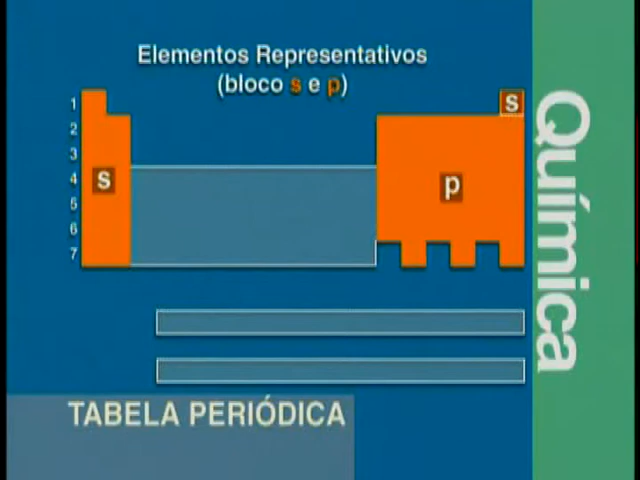 Elementos Representativos
(bloco s e p)
1
2
3
4
5
6
7
s
p
s
Química
TABELA PERIÓDICA